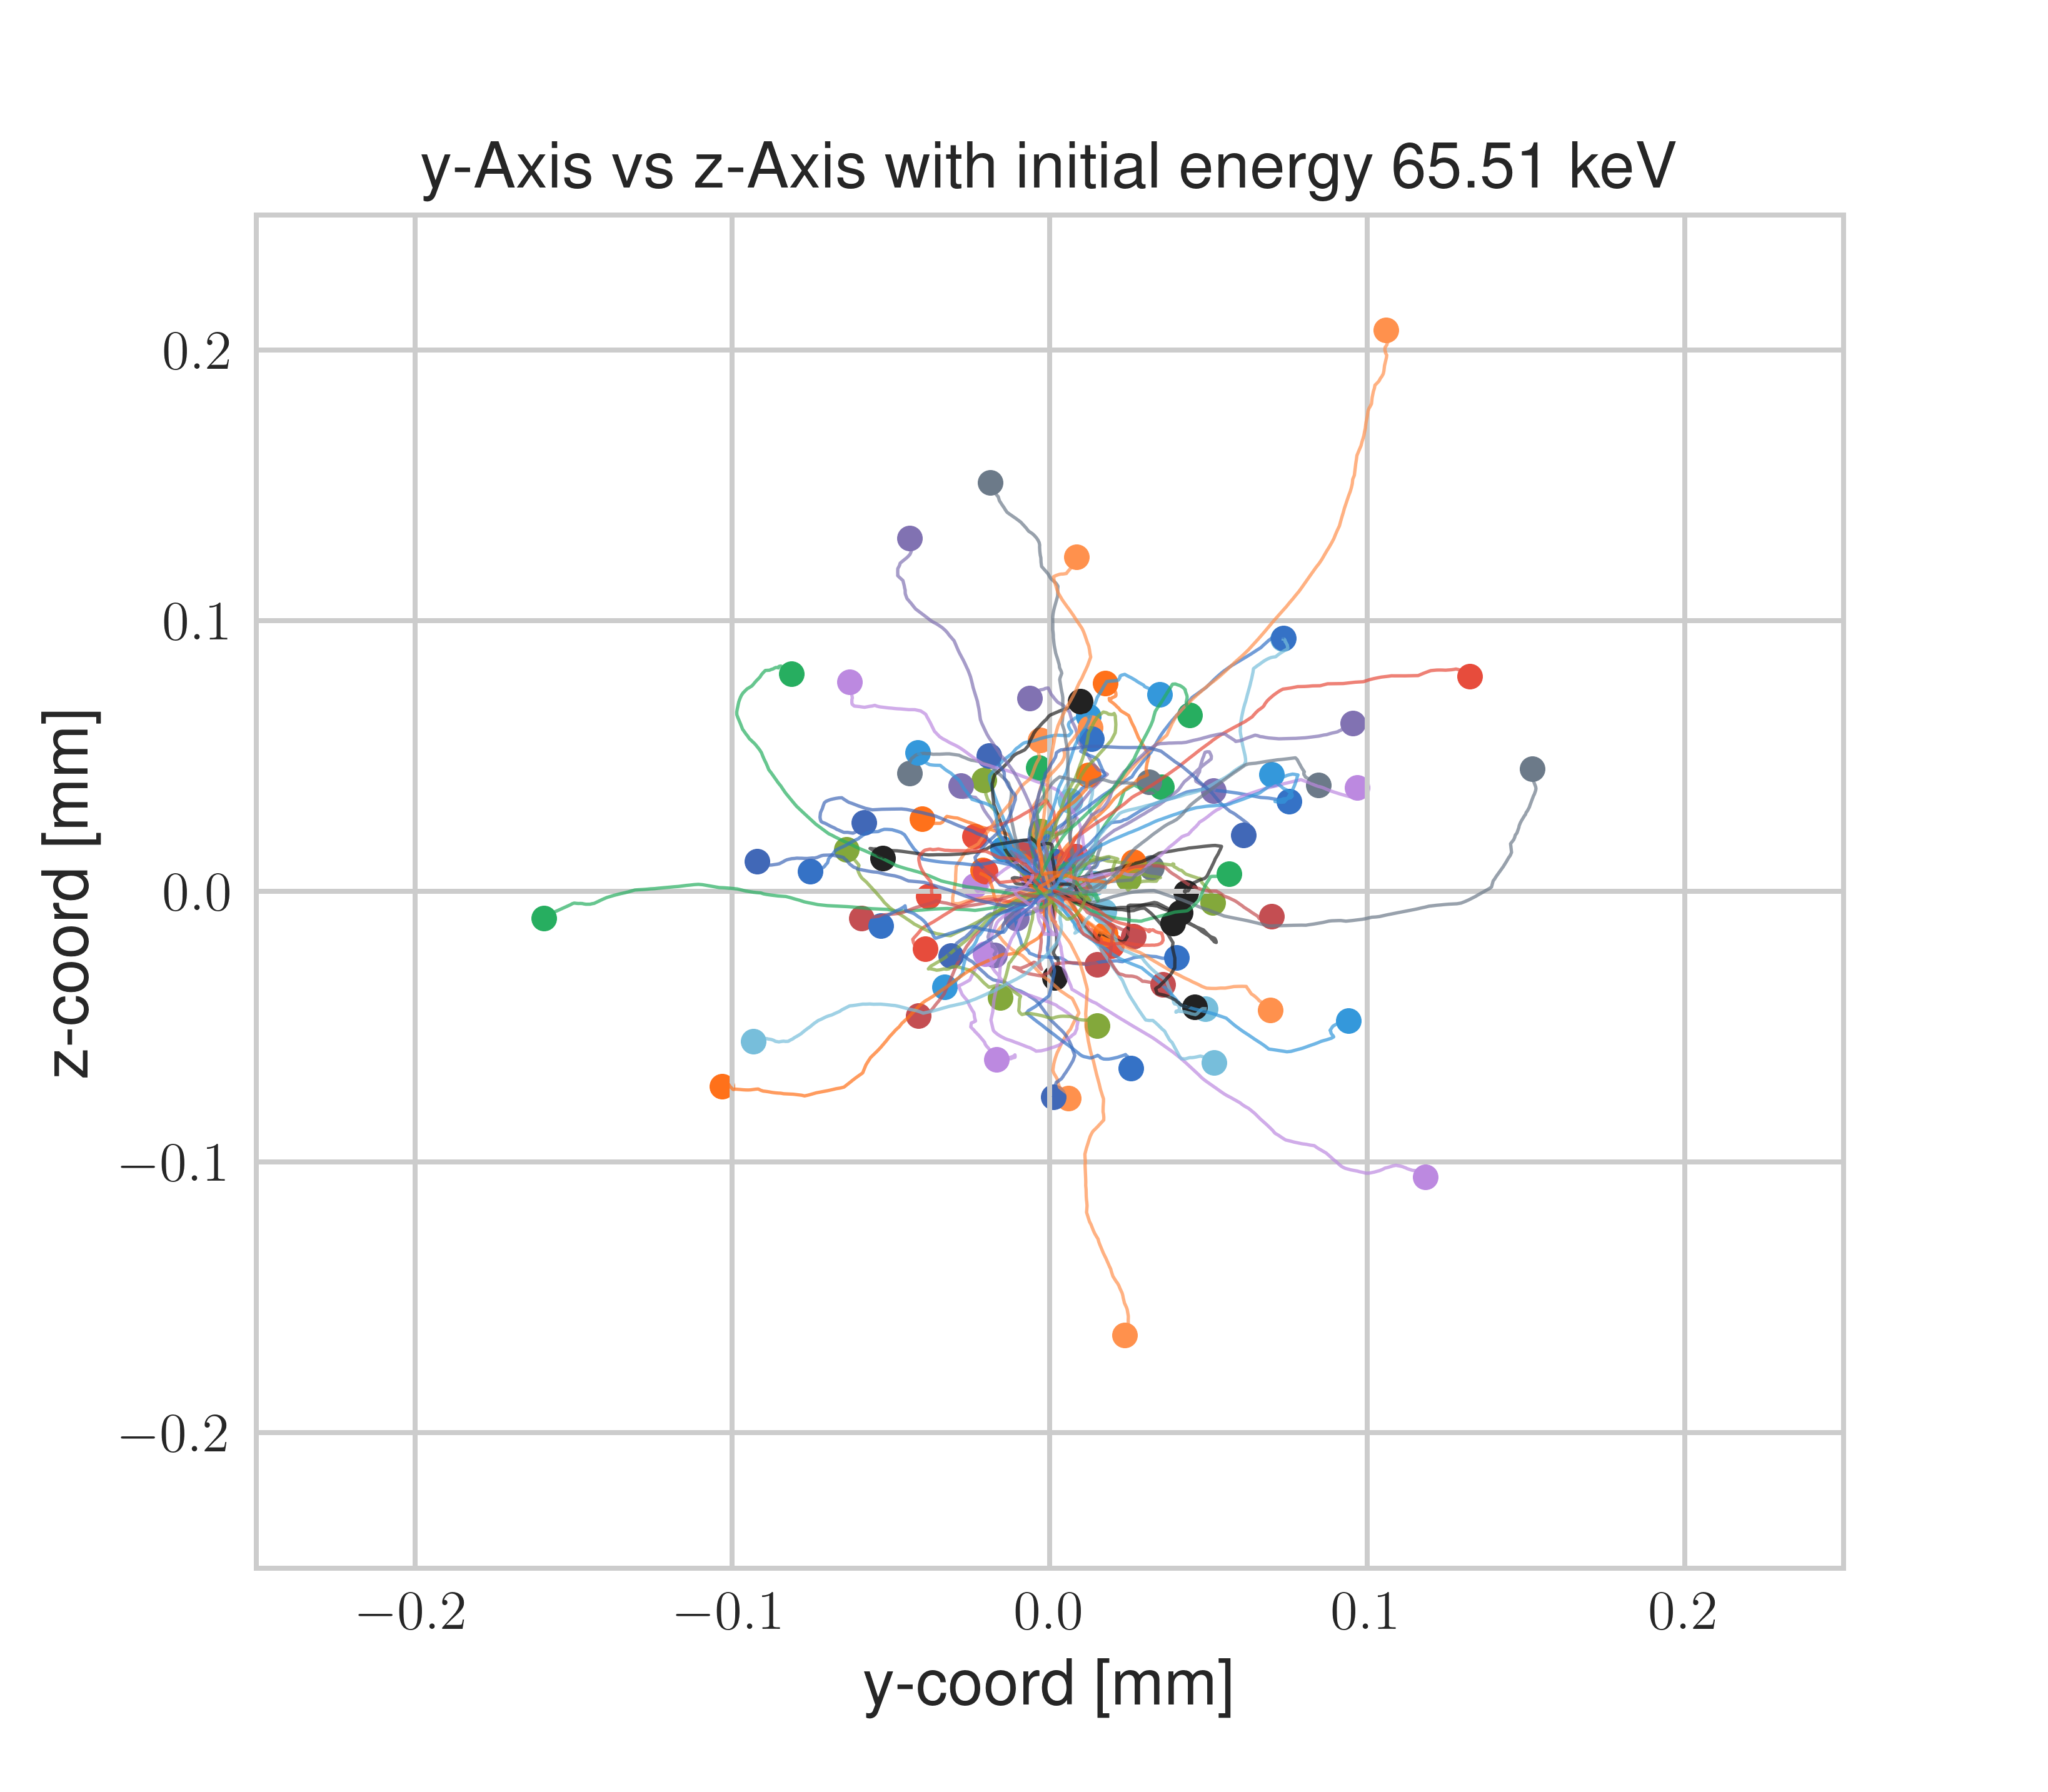 y-Axis vs z-Axis with initial energy 65.51 keV
0.2
0.1
0.0
−0.1
−0.2
z-coord [mm]
−0.2 −0.1 0.0 0.1 0.2
y-coord [mm]